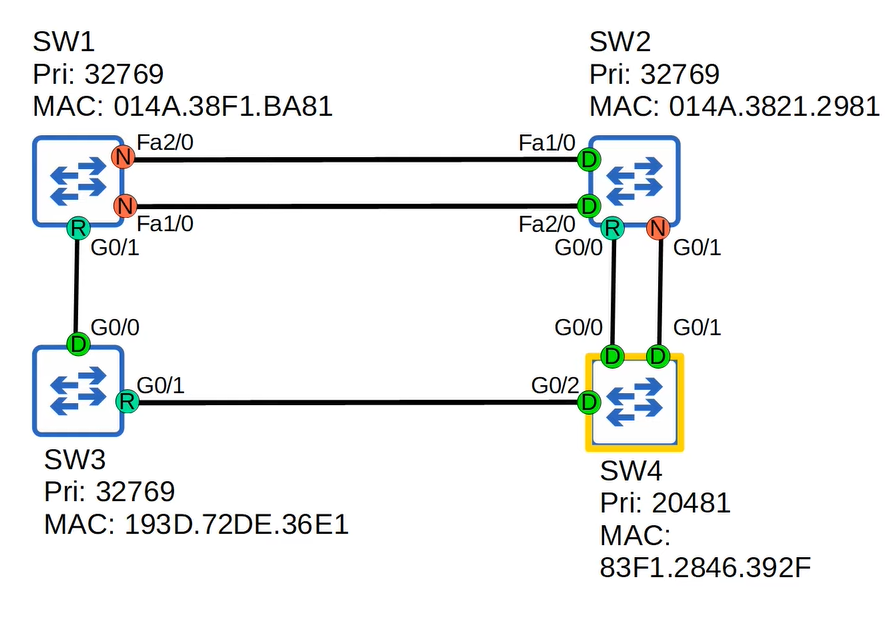 SW1
Pri: 32769
MAC: 014A.38F1.BA81
SW2
Pri: 32769
MAC: 014A.3821.2981
N
Fa2/0
Fa1/0
D
N
Fa1/0
Fa2/0
D
R
G0/1
G0/0
R
N
G0/1
D
G0/0
G0/0
D
D
G0/1
R
G0/1
G0/2
D
SW3
Pri: 32769
MAC: 193D.72DE.36E1
SW4
Pri: 20481
MAC:
83F1.2846.392F